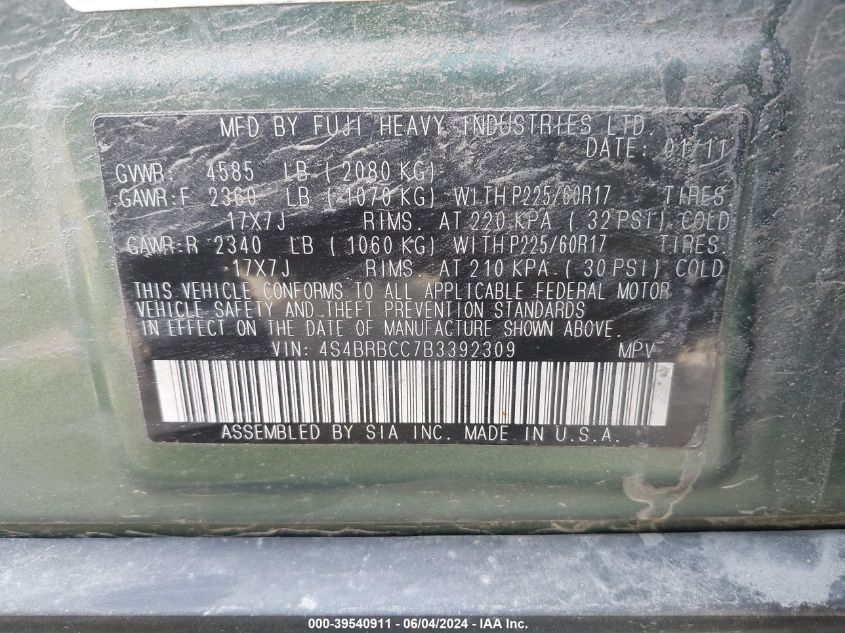 MFD BY FUJI HEAVY INDUSTRIES LTD.
DATE: 01/11
GVWR: 4585 LB ( 2080 KG)
GAWR:F 2360 LB ( 1070 KG) WITH P225/60R17 TIRES
17X7J RIMS. AT 220 KPA ( 32 PSI) COLD
GAWR:R 2340 LB ( 1060 KG) WITH P225/60R17 TIRES
17X7J RIMS. AT 210 KPA ( 30 PSI) COLD
THIS VEHICLE CONFORMS TO ALL APPLICABLE FEDERAL MOTOR
VEHICLE SAFETY AND THEFT PREVENTION STANDARDS
IN EFFECT ON THE DATE OF MANUFACTURE SHOWN ABOVE.
VIN: 4S4BRBCC7B3392309 MPV
ASSEMBLED BY SIA INC. MADE IN U.S.A.
000-39540911 - 06/04/2024 - IAA Inc.